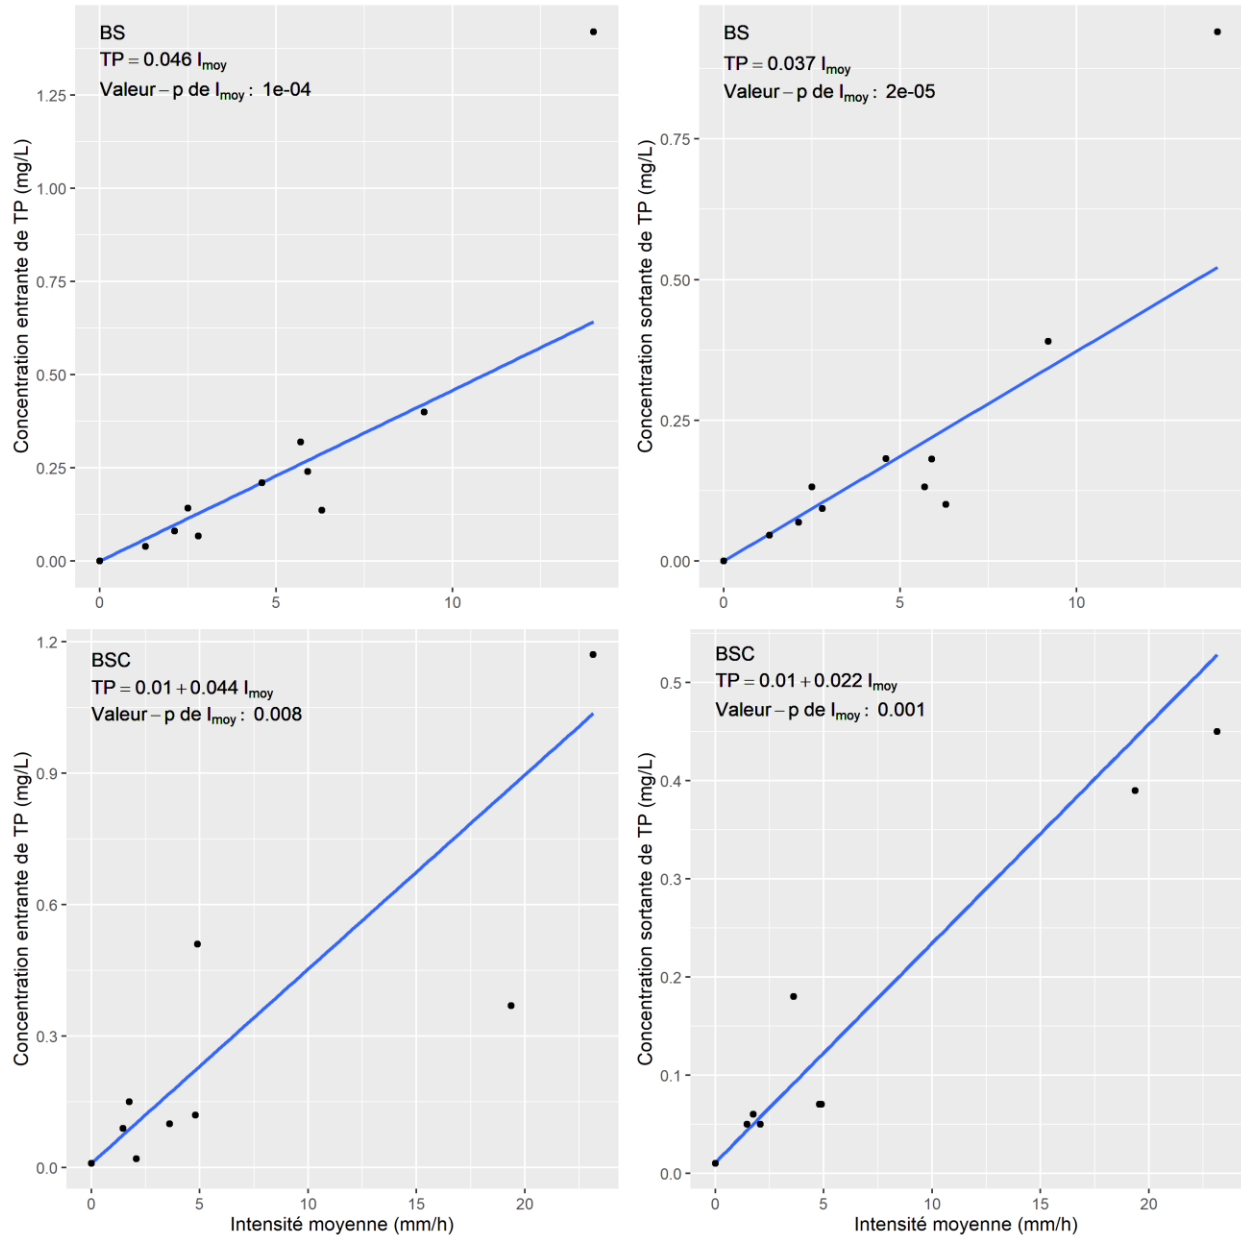 BS
TP = 0.046 Imoy
Valeur − p de Imoy : 1e-04
Concentration entrante de TP (mg/L)
1.25
1.00
0.75
0.50
0.25
0.00
0 5 10
BS
TP = 0.037 Imoy
Valeur − p de Imoy : 2e-05
Concentration sortante de TP (mg/L)
0.75
0.50
0.25
0.00
0 5 10
BSC
TP = 0.01 + 0.044 Imoy
Valeur − p de Imoy : 0.008
Concentration entrante de TP (mg/L)
1.2
0.9
0.6
0.3
0.0
0 5 10 15 20
Intensité moyenne (mm/h)
BSC
TP = 0.01 + 0.022 Imoy
Valeur − p de Imoy : 0.001
Concentration sortante de TP (mg/L)
0.5
0.4
0.3
0.2
0.1
0.0
0 5 10 15 20
Intensité moyenne (mm/h)